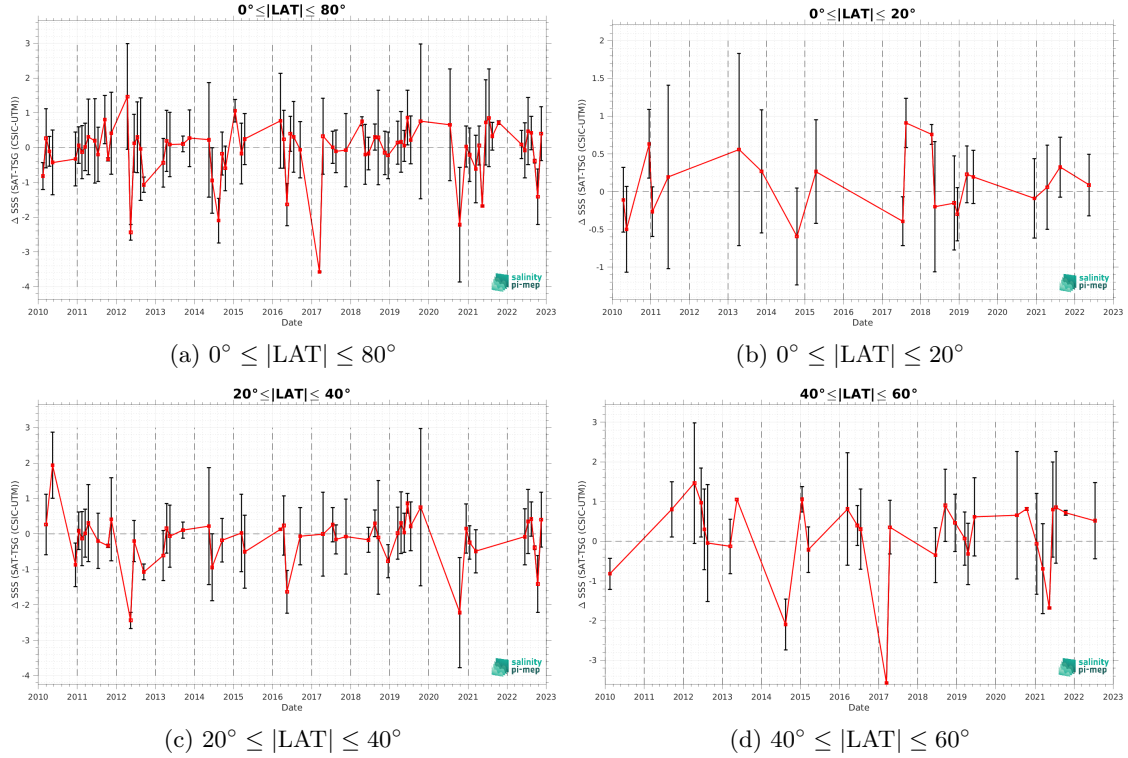 0°≤|LAT|≤ 80°
Δ SSS (SAT-TSG (CSIC-UTM))
3
2
1
0
-1
-2
-3
-4
2010 2011 2012 2013 2014 2015 2016 2017 2018 2019 2020 2021 2022 2023
Date
salinity
pi-mep
(a) 0° ≤ |LAT| ≤ 80°
0°≤|LAT|≤ 20°
Δ SSS (SAT-TSG (CSIC-UTM))
2
1.5
1
0.5
0
-0.5
-1
2010 2011 2012 2013 2014 2015 2016 2017 2018 2019 2020 2021 2022 2023
Date
salinity
pi-mep
(b) 0° ≤ |LAT| ≤ 20°
20°≤|LAT|≤ 40°
Δ SSS (SAT-TSG (CSIC-UTM))
3
2
1
0
-1
-2
-3
-4
2010 2011 2012 2013 2014 2015 2016 2017 2018 2019 2020 2021 2022 2023
Date
salinity
pi-mep
(c) 20° ≤ |LAT| ≤ 40°
40°≤|LAT|≤ 60°
Δ SSS (SAT-TSG (CSIC-UTM))
3
2
1
0
-1
-2
-3
2010 2011 2012 2013 2014 2015 2016 2017 2018 2019 2020 2021 2022 2023
Date
salinity
pi-mep
(d) 40° ≤ |LAT| ≤ 60°